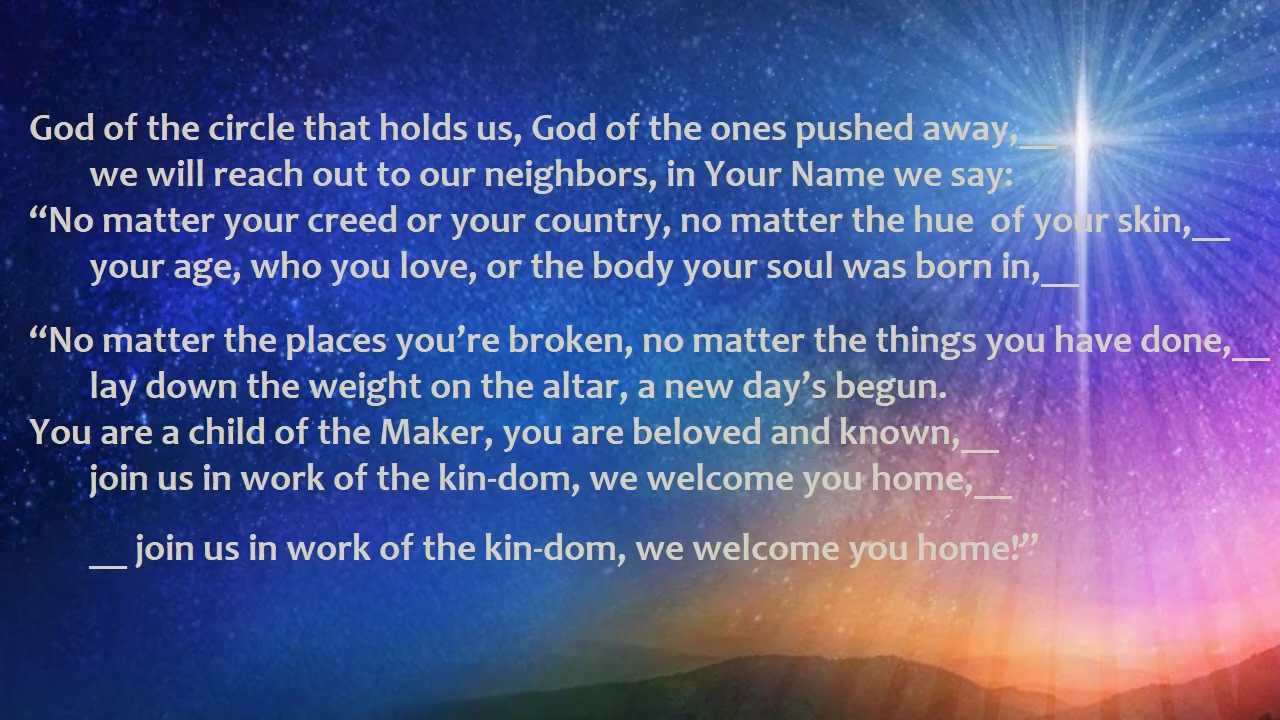 God of the circle that holds us, God of the ones pushed away,__
we will reach out to our neighbors, in Your Name we say:
“No matter your creed or your country, no matter the hue  of your skin,__
your age, who you love, or the body your soul was born in,__
“No matter the places you’re broken, no matter the things you have done,__
lay down the weight on the altar, a new day’s begun.
You are a child of the Maker, you are beloved and known,__
join us in work of the kin-dom, we welcome you home,__
__ join us in work of the kin-dom, we welcome you home!”